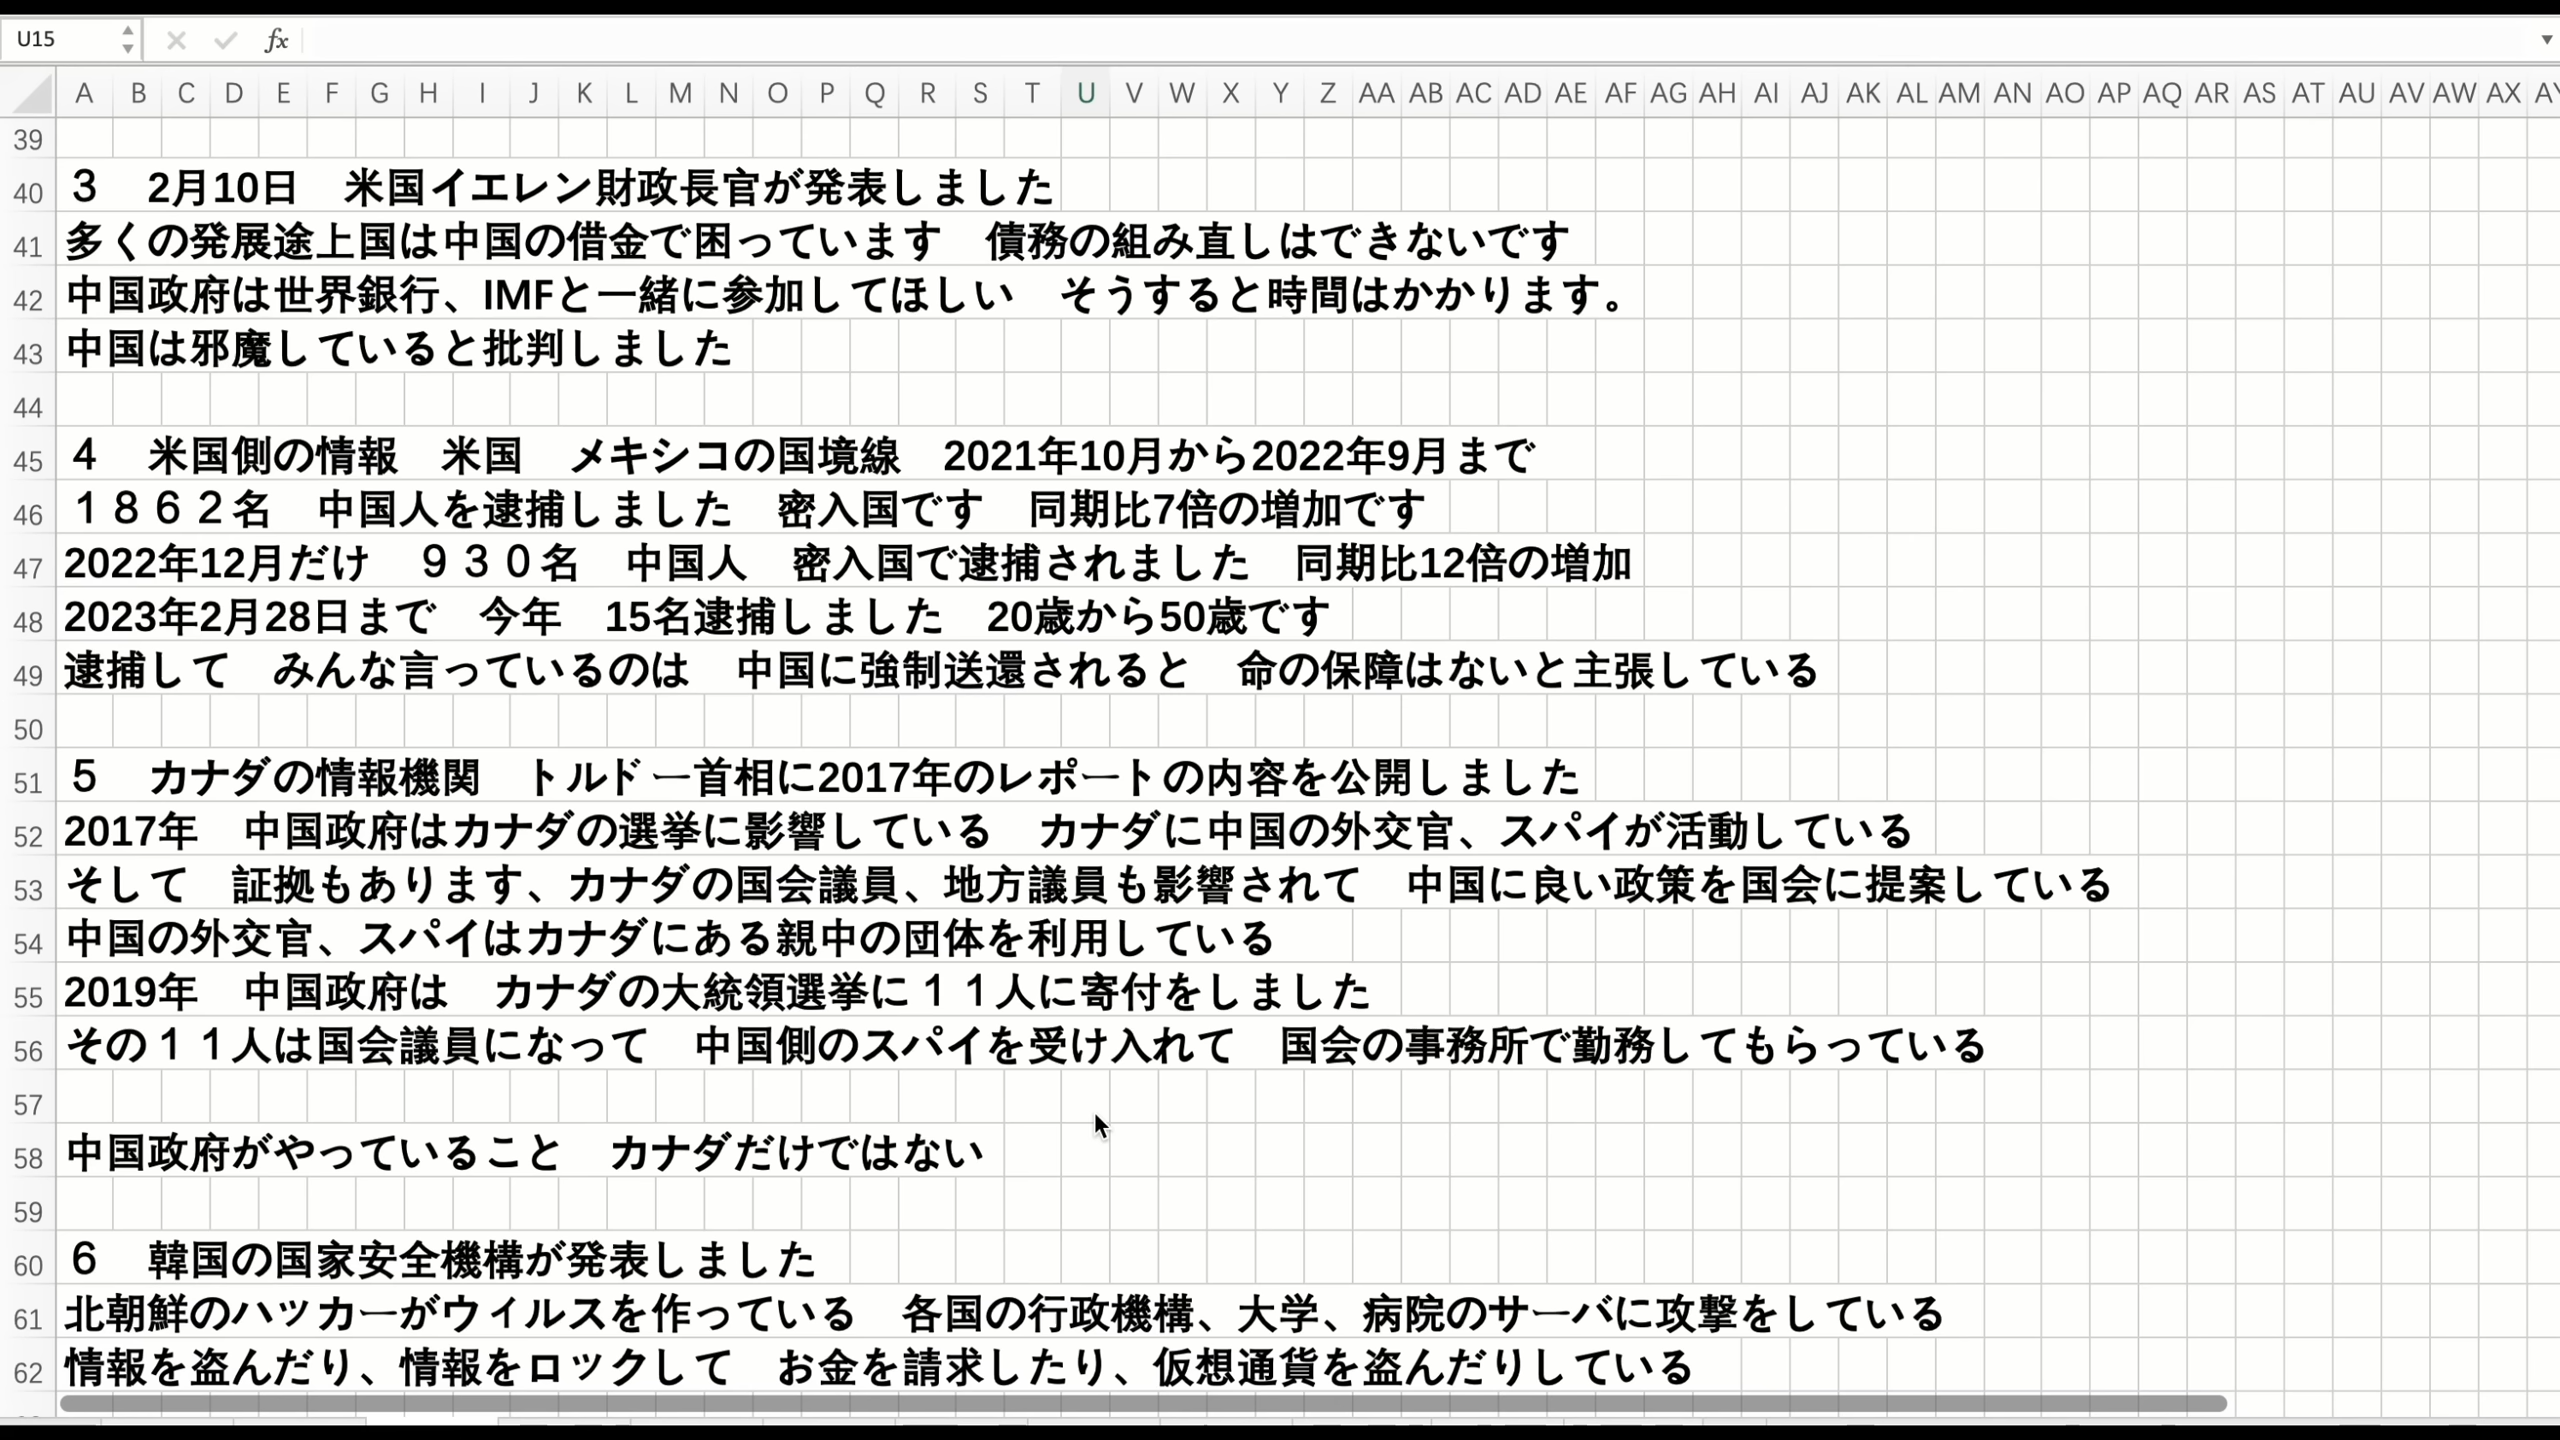 U15 fx
A B C D E F G H I J K L M N O P Q R S T U V W X Y Z AA AB AC AD AE AF AG AH AI AJ AK AL AM AN AO AP AQ AR AS AT AU AV AW AX AY
39
40 ３　2月10日　米国イエレン財政長官が発表しました
41 多くの発展途上国は中国の借金で困っています　債務の組み直しはできないです
42 中国政府は世界銀行、IMFと一緒に参加してほしい　そうすると時間はかかります。
43 中国は邪魔していると批判しました
44
45 ４　米国側の情報　米国　メキシコの国境線　2021年10月から2022年9月まで
46 １８６２名　中国人を逮捕しました　密入国です　同期比7倍の増加です
47 2022年12月だけ　９３０名　中国人　密入国で逮捕されました　同期比12倍の増加
48 2023年2月28日まで　今年　15名逮捕しました　20歳から50歳です
49 逮捕して　みんな言っているのは　中国に強制送還されると　命の保障はないと主張している
50
51 ５　カナダの情報機関　トルドー首相に2017年のレポートの内容を公開しました
52 2017年　中国政府はカナダの選挙に影響している　カナダに中国の外交官、スパイが活動している
53 そして　証拠もあります、カナダの国会議員、地方議員も影響されて　中国に良い政策を国会に提案している
54 中国の外交官、スパイはカナダにある親中の団体を利用している
55 2019年　中国政府は　カナダの大統領選挙に１１人に寄付をしました
56 その１１人は国会議員になって　中国側のスパイを受け入れて　国会の事務所で勤務してもらっている
57
58 中国政府がやっていること　カナダだけではない
59
60 ６　韓国の国家安全機構が発表しました
61 北朝鮮のハッカーがウィルスを作っている　各国の行政機構、大学、病院のサーバに攻撃をしている
62 情報を盗んだり、情報をロックして　お金を請求したり、仮想通貨を盗んだりしている